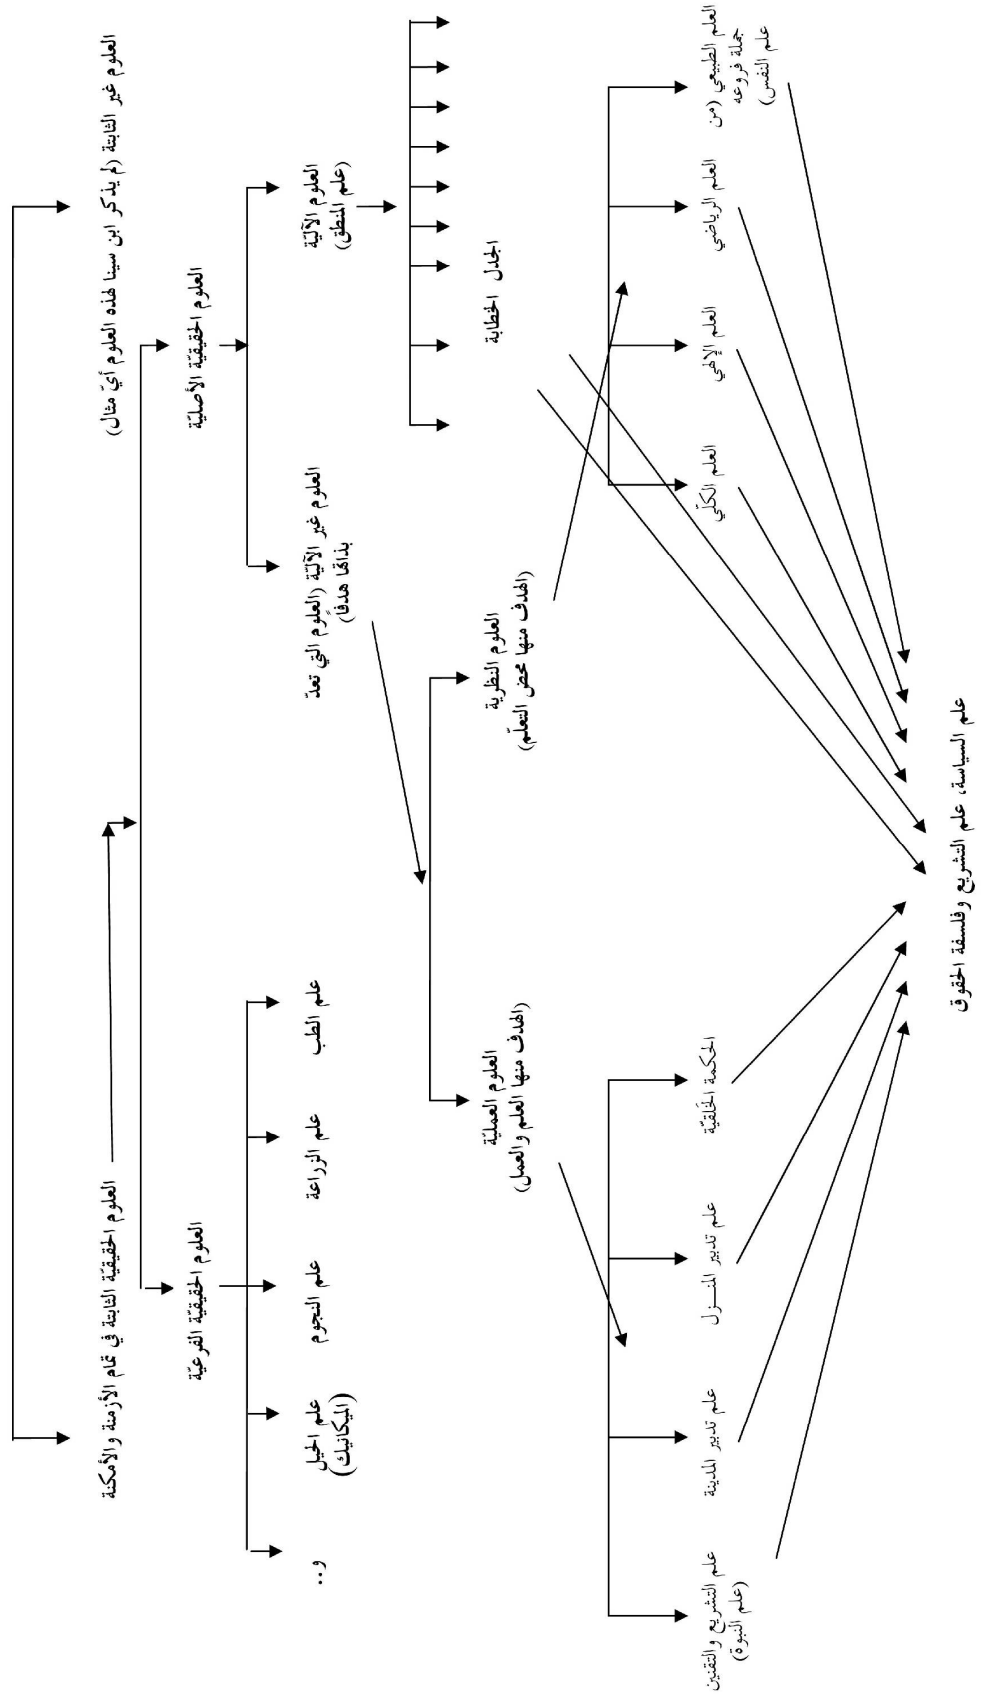 العلوم غير الثابتة (لم يذكر ابن سينا لهذه العلوم أيّ مثال)
العلوم الحقيقيّة الثابتة في تمام الأزمنة والأمكنة
العلوم الحقيقيّة الأصليّة
العلوم الحقيقيّة الفرعيّة
العلوم الآليّة
(علم المنطق)
العلوم غير الآليّة (العلوم التي تعدّ
بذاتها هدفًا)
علم الطب
علم الزراعة
علم النجوم
علم الحيل
(الميكانيك)
و..
الجدل الخطابة
العلوم النظرية
(الهدف منها محض التعلّم)
العلوم العمليّة
(الهدف منها العلم والعمل)
العلم الطبيعي (من
جملة فروعه
علم النفس)
العلم الرياضي
العلم الإلهي
العلم الكلّي
الحكمة الخلقيّة
علم تدبير المنـزل
علم تدبير المدينة
علم التشريع والتقنين
(علم النبوة)
علم السياسة، علم التشريع وفلسفة الحقوق